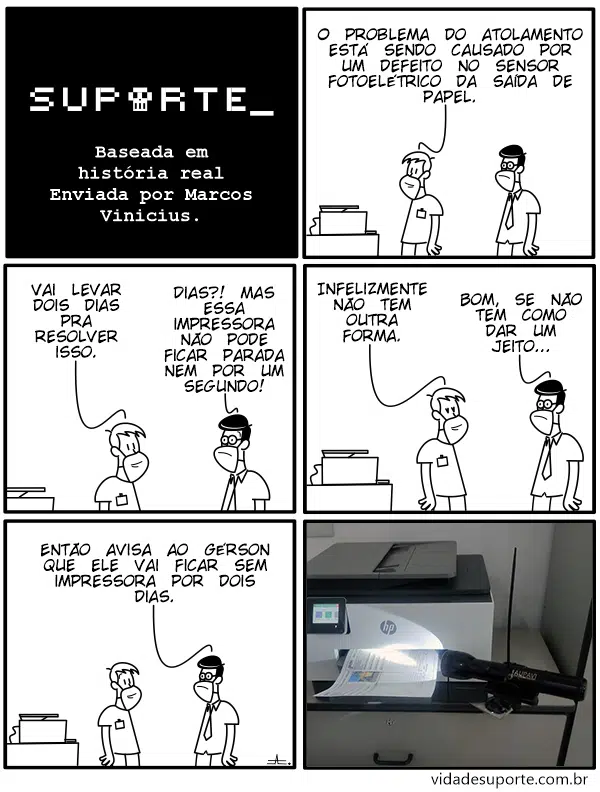 SUPORTE_
Baseada em
história real
Enviada por Marcos
Vinicius.
O PROBLEMA DO ATOLAMENTO
ESTÁ SENDO CAUSADO POR
UM DEFEITO NO SENSOR
FOTOELÉTRICO DA SAÍDA DE
PAPEL.
VAI LEVAR
DOIS DIAS
PRA
RESOLVER
ISSO.
DIAS?! MAS
ESSA
IMPRESSORA
NÃO PODE
FICAR PARADA
NEM POR UM
SEGUNDO!
INFELIZMENTE
NÃO TEM
OUTRA
FORMA.
BOM, SE NÃO
TEM COMO
DAR UM
JEITO...
ENTÃO AVISA AO GÉRSON
QUE ELE VAI FICAR SEM
IMPRESSORA POR DOIS
DIAS.
hp
vidadesuporte.com.br